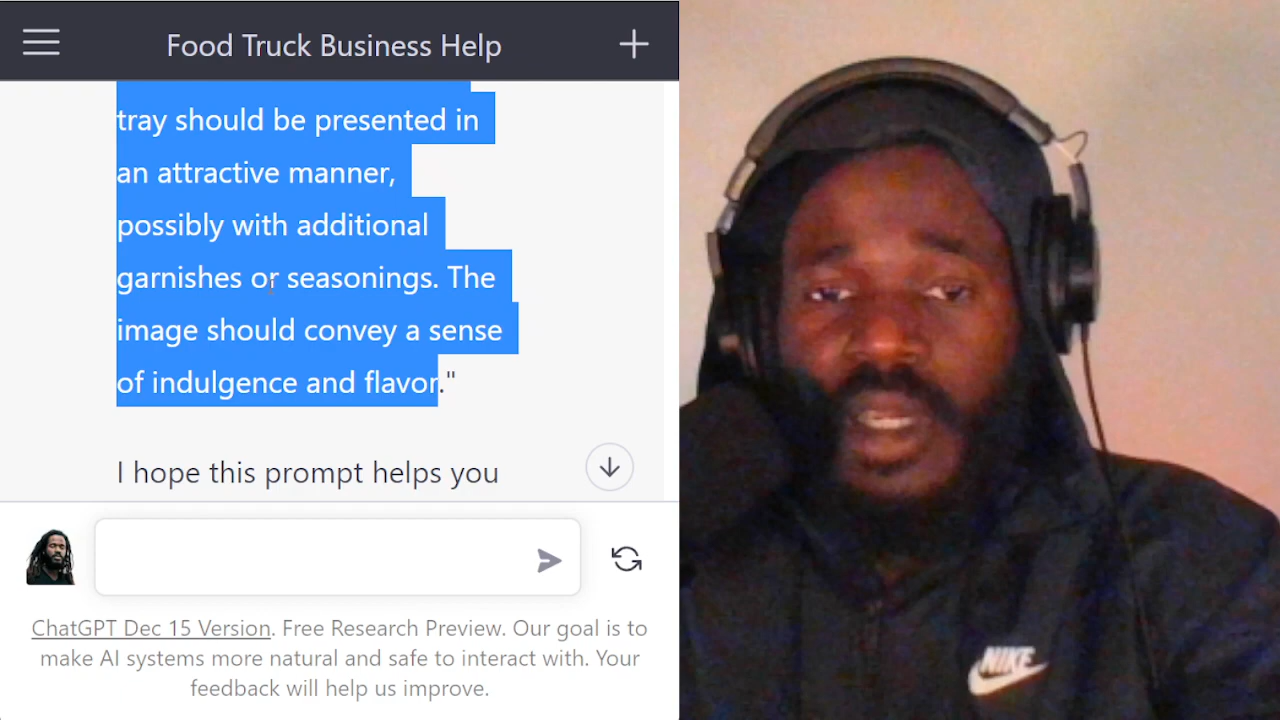 Food Truck Business Help
tray should be presented in
an attractive manner,
possibly with additional
garnishes or seasonings. The
image should convey a sense
of indulgence and flavor."
I hope this prompt helps you
ChatGPT Dec 15 Version. Free Research Preview. Our goal is to
make AI systems more natural and safe to interact with. Your
feedback will help us improve.
NIKE